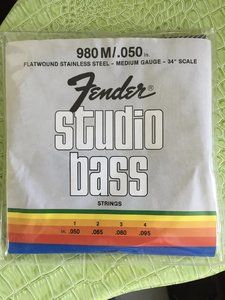 980 M/.050 in.
FLATWOUND STAINLESS STEEL – MEDIUM GAUGE – 34" SCALE
Fender®
studio
bass
STRINGS
1 2 3 4
in. .050 .065 .080 .095